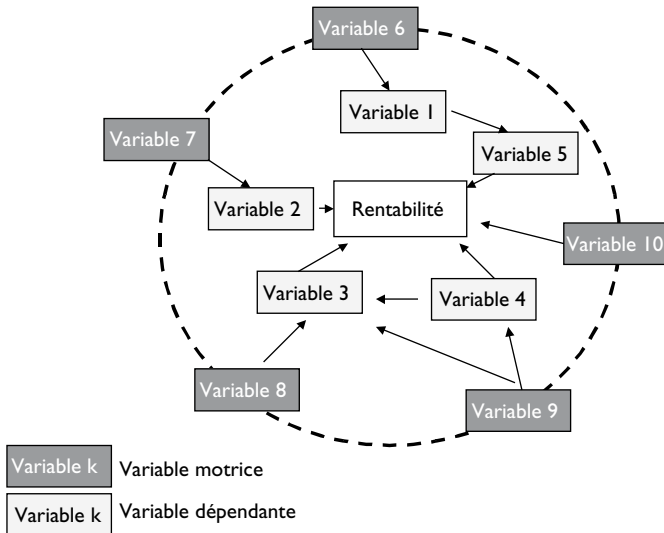 Variable 6
Variable 1
Variable 7
Variable 5
Variable 2
Rentabilité
Variable 10
Variable 3
Variable 4
Variable 8
Variable 9
Variable k
Variable motrice
Variable k
Variable dépendante